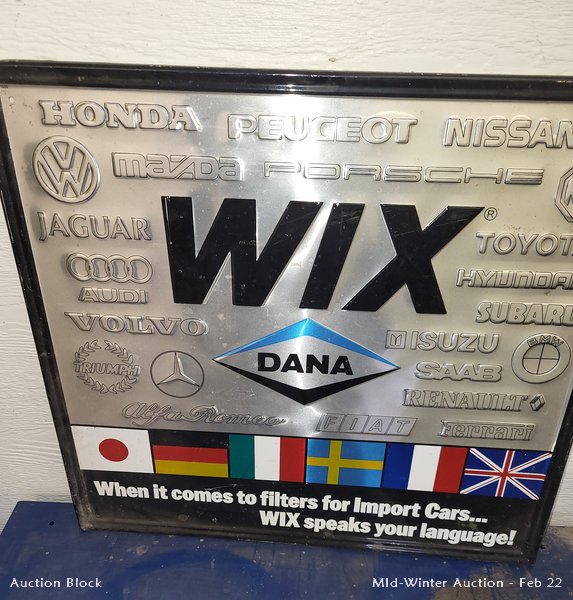 HONDA PEUGEOT NISSAN
mazda PORSCHE
JAGUAR
WIX®
TOYOTA
HYUNDAI
AUDI
SUBARU
VOLVO
DANA
ISUZU
BMW
TRIUMPH
SAAB
RENAULT
Alfa Romeo FIAT Ferrari
When it comes to filters for Import Cars...
WIX speaks your language!
Auction Block MId-Winter Auction - Feb 22